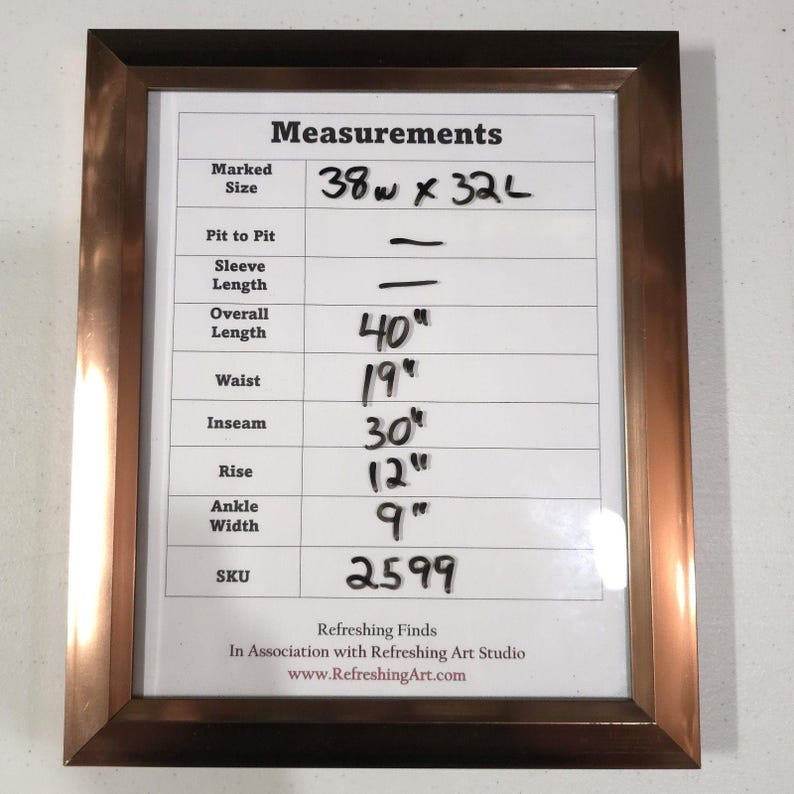 Measurements
Marked Size 38w x 32L
Pit to Pit —
Sleeve Length —
Overall Length 40"
Waist 19"
Inseam 30"
Rise 12"
Ankle Width 9"
SKU 2599
Refreshing Finds
In Association with Refreshing Art Studio
www.RefreshingArt.com